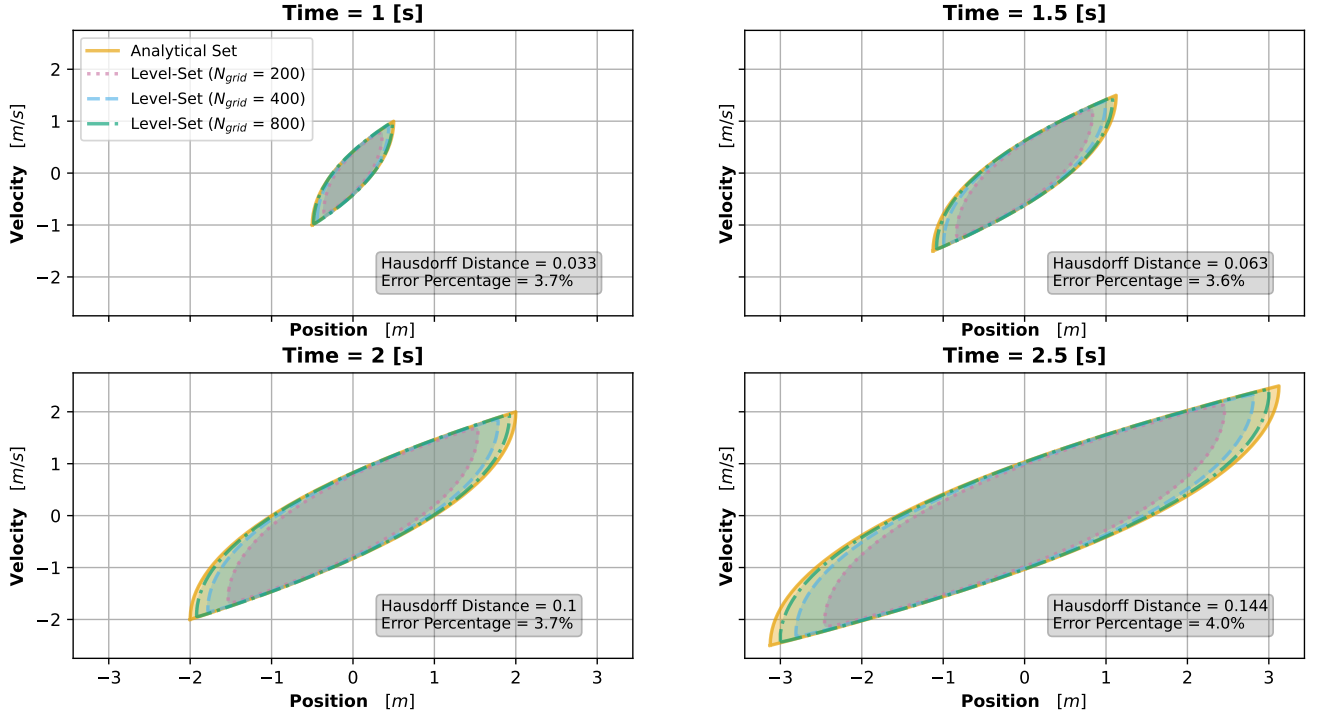 Time = 1 [s]
Analytical Set
Level-Set (N_grid = 200)
Level-Set (N_grid = 400)
Level-Set (N_grid = 800)
2
1
0
−1
−2
Velocity [m/s]
Hausdorff Distance = 0.033
Error Percentage = 3.7%
Position [m]
Time = 1.5 [s]
Velocity [m/s]
Hausdorff Distance = 0.063
Error Percentage = 3.6%
Position [m]
Time = 2 [s]
2
1
0
−1
−2
Velocity [m/s]
Hausdorff Distance = 0.1
Error Percentage = 3.7%
−3 −2 −1 0 1 2 3
Position [m]
Time = 2.5 [s]
Velocity [m/s]
Hausdorff Distance = 0.144
Error Percentage = 4.0%
−3 −2 −1 0 1 2 3
Position [m]